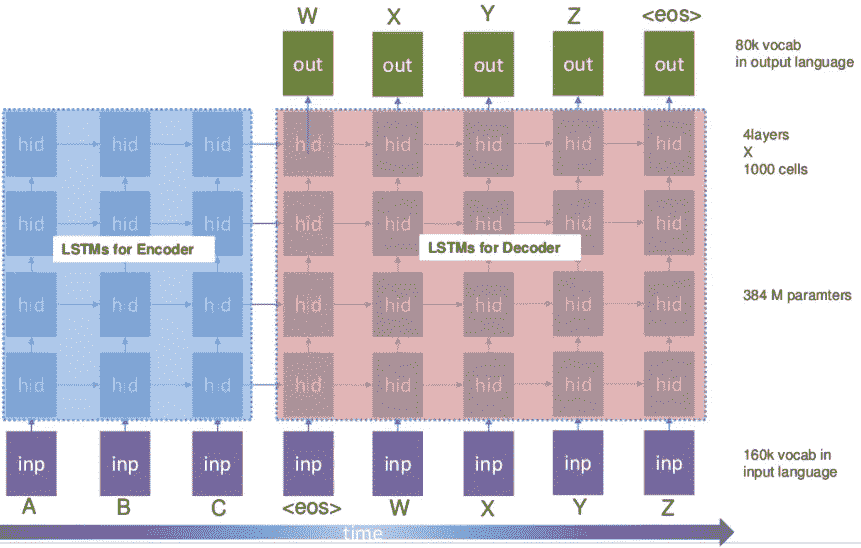 W X Y Z <eos>
out out out out out
80k vocab
in output language
hid hid hid hid hid hid hid hid
4layers
X
1000 cells
hid hid hid hid hid hid hid hid
LSTMs for Encoder
LSTMs for Decoder
hid hid hid hid hid hid hid hid
384 M paramters
hid hid hid hid hid hid hid hid
inp inp inp inp inp inp inp inp
160k vocab in
input language
A B C <eos> W X Y Z
time